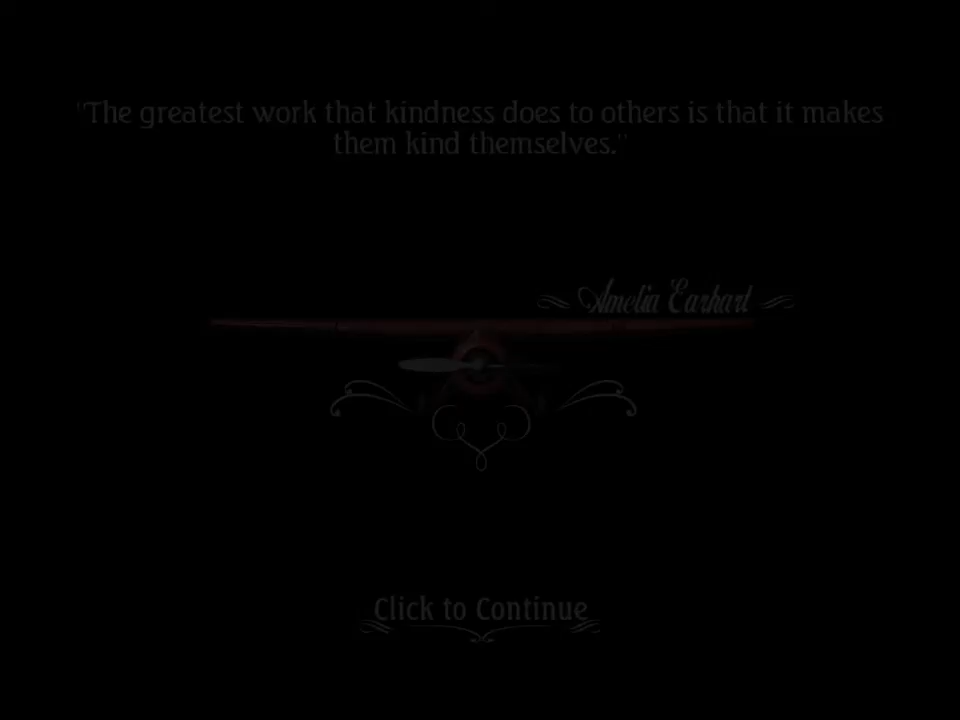 “The greatest work that kindness does to others is that it makes
them kind themselves.”
Amelia Earhart
Click to Continue